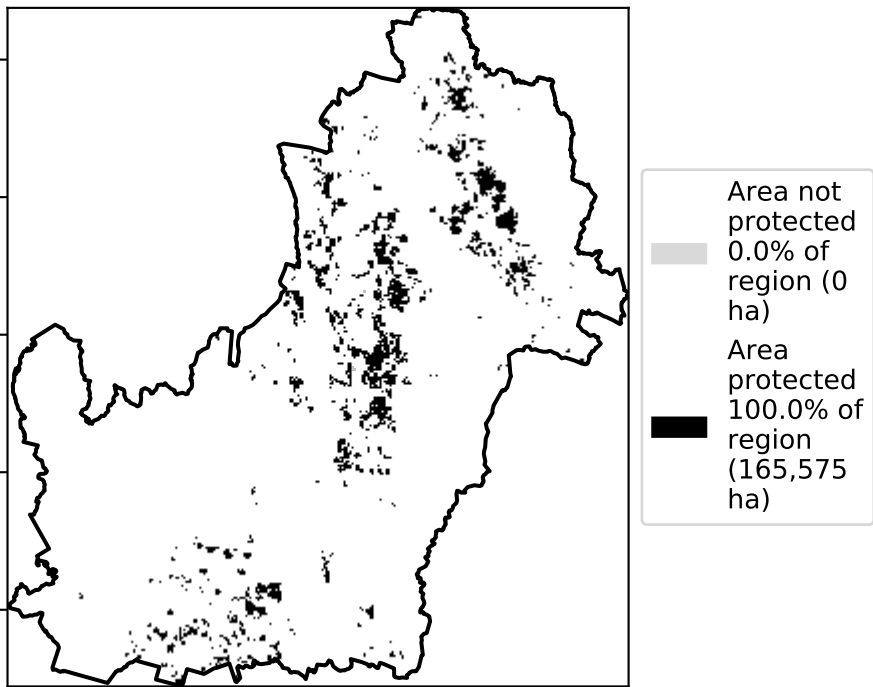 Area not
protected
0.0% of
region (0
ha)
Area
protected
100.0% of
region
(165,575
ha)